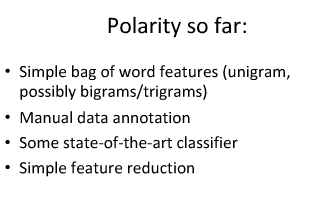 Polarity so far:
• Simple bag of word features (unigram,
possibly bigrams/trigrams)
• Manual data annotation
• Some state-of-the-art classifier
• Simple feature reduction